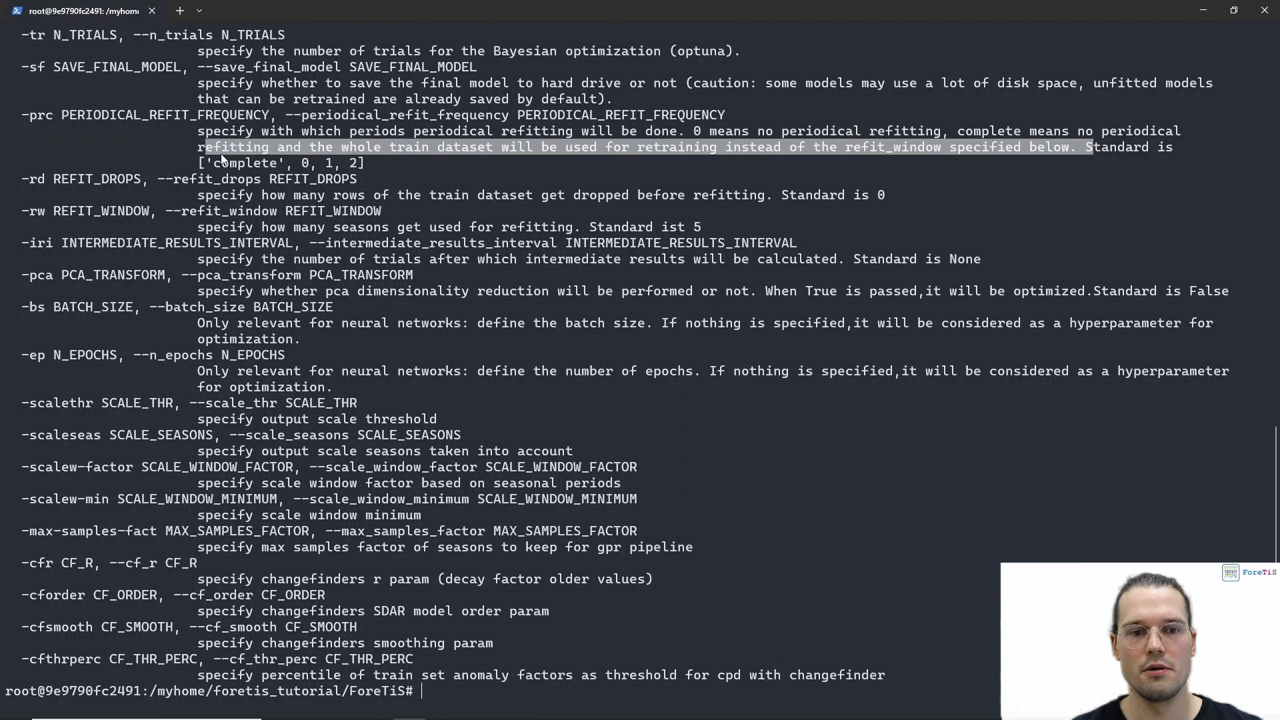 root@9e9790fc2491: /myhome
-tr N_TRIALS, --n_trials N_TRIALS
specify the number of trials for the Bayesian optimization (optuna).
-sf SAVE_FINAL_MODEL, --save_final_model SAVE_FINAL_MODEL
specify whether to save the final model to hard drive or not (caution: some models may use a lot of disk space, unfitted models
that can be retrained are already saved by default).
-prc PERIODICAL_REFIT_FREQUENCY, --periodical_refit_frequency PERIODICAL_REFIT_FREQUENCY
specify with which periods periodical refitting will be done. 0 means no periodical refitting, complete means no periodical
refitting and the whole train dataset will be used for retraining instead of the refit_window specified below. Standard is
['complete', 0, 1, 2]
-rd REFIT_DROPS, --refit_drops REFIT_DROPS
specify how many rows of the train dataset get dropped before refitting. Standard is 0
-rw REFIT_WINDOW, --refit_window REFIT_WINDOW
specify how many seasons get used for refitting. Standard ist 5
-iri INTERMEDIATE_RESULTS_INTERVAL, --intermediate_results_interval INTERMEDIATE_RESULTS_INTERVAL
specify the number of trials after which intermediate results will be calculated. Standard is None
-pca PCA_TRANSFORM, --pca_transform PCA_TRANSFORM
specify whether pca dimensionality reduction will be performed or not. When True is passed,it will be optimized.Standard is False
-bs BATCH_SIZE, --batch_size BATCH_SIZE
Only relevant for neural networks: define the batch size. If nothing is specified,it will be considered as a hyperparameter for
optimization.
-ep N_EPOCHS, --n_epochs N_EPOCHS
Only relevant for neural networks: define the number of epochs. If nothing is specified,it will be considered as a hyperparameter
for optimization.
-scalethr SCALE_THR, --scale_thr SCALE_THR
specify output scale threshold
-scaleseas SCALE_SEASONS, --scale_seasons SCALE_SEASONS
specify output scale seasons taken into account
-scalew-factor SCALE_WINDOW_FACTOR, --scale_window_factor SCALE_WINDOW_FACTOR
specify scale window factor based on seasonal periods
-scalew-min SCALE_WINDOW_MINIMUM, --scale_window_minimum SCALE_WINDOW_MINIMUM
specify scale window minimum
-max-samples-fact MAX_SAMPLES_FACTOR, --max_samples_factor MAX_SAMPLES_FACTOR
specify max samples factor of seasons to keep for gpr pipeline
-cfr CF_R, --cf_r CF_R
specify changefinders r param (decay factor older values)
-cforder CF_ORDER, --cf_order CF_ORDER
specify changefinders SDAR model order param
-cfsmooth CF_SMOOTH, --cf_smooth CF_SMOOTH
specify changefinders smoothing param
-cfthrperc CF_THR_PERC, --cf_thr_perc CF_THR_PERC
specify percentile of train set anomaly factors as threshold for cpd with changefinder
root@9e9790fc2491:/myhome/foretis_tutorial/ForeTiS#
ForeTiS